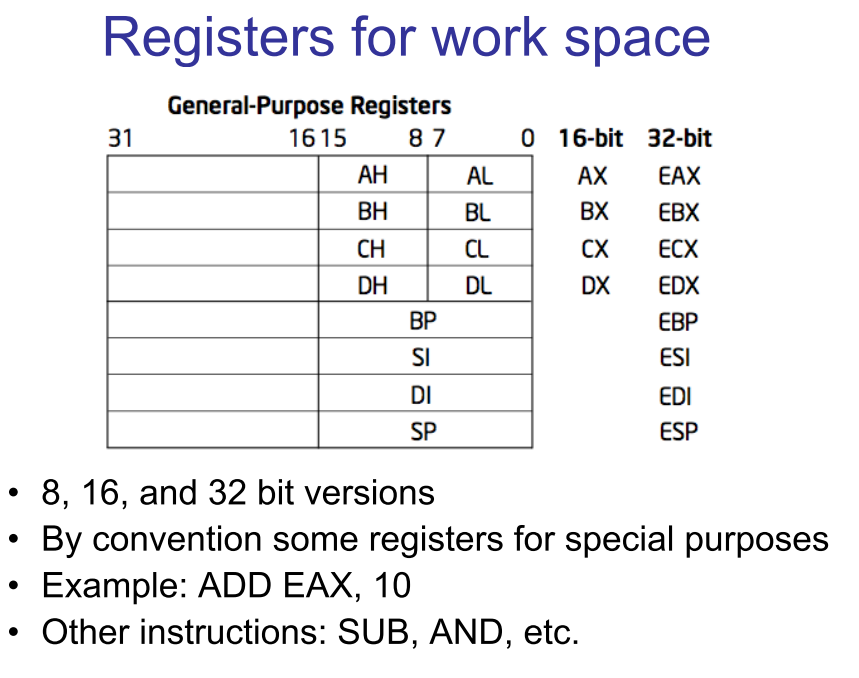 Registers for work space
General-Purpose Registers
31 16 15 8 7 0 16-bit 32-bit
AH AL AX EAX
BH BL BX EBX
CH CL CX ECX
DH DL DX EDX
BP EBP
SI ESI
DI EDI
SP ESP
• 8, 16, and 32 bit versions
• By convention some registers for special purposes
• Example: ADD EAX, 10
• Other instructions: SUB, AND, etc.